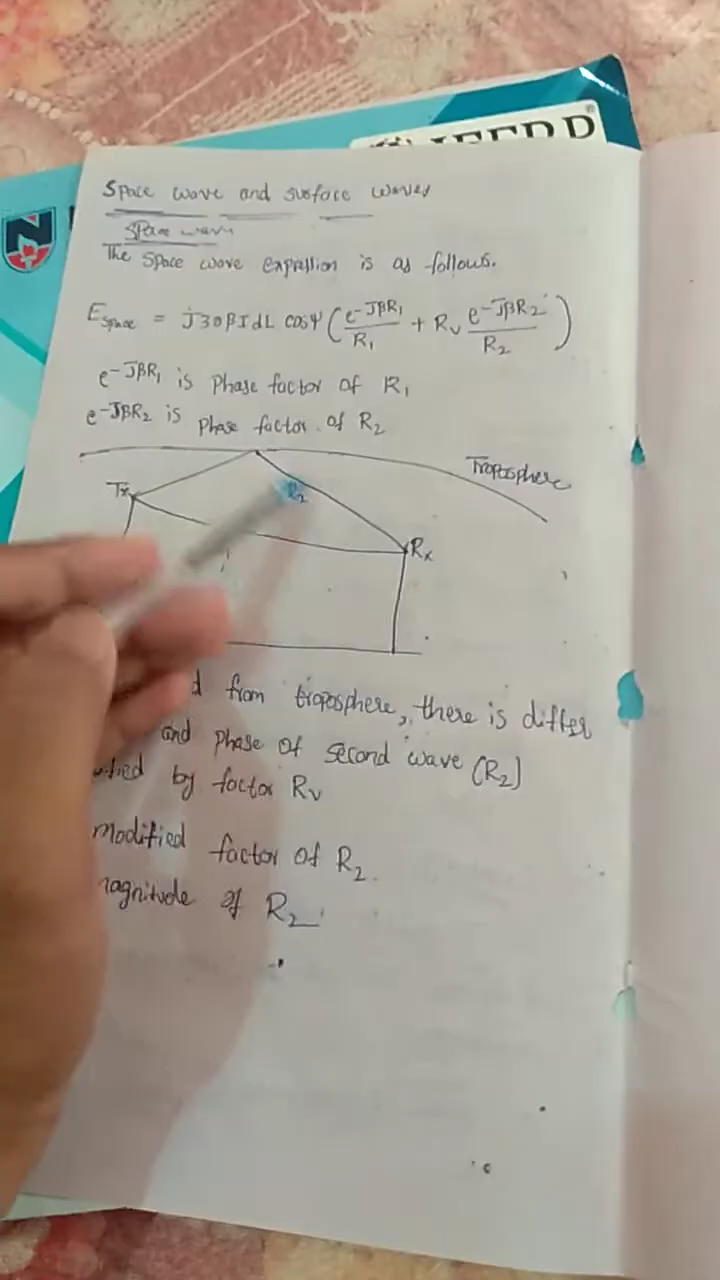 IEEDD
N
Space wave and surface waves
Space wave
The space wave expression is as follows.
E_Space = j30βIdL cosΨ (e^-JβR₁/R₁ + Rᵥ e^-JβR₂/R₂)
e^-JβR₁ is phase factor of R₁
e^-JβR₂ is phase factor of R₂
Troposphere
Tx
R₂
Rx
from troposphere, there is differ
and phase of second wave (R₂)
by factor Rᵥ
modified factor of R₂.
of R₂